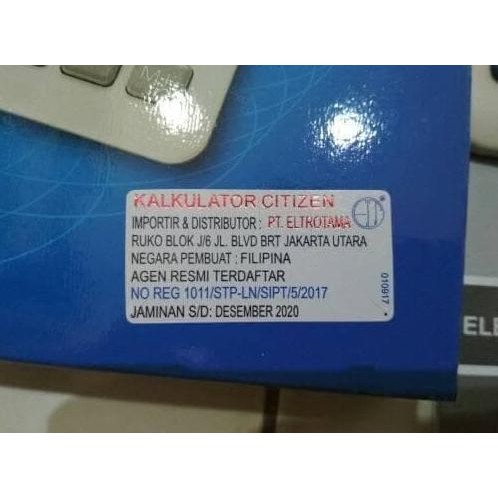 KALKULATOR CITIZEN
IMPORTIR & DISTRIBUTOR : PT. ELTROTAMA
RUKO BLOK J/6 JL. BLVD BRT JAKARTA UTARA
NEGARA PEMBUAT : FILIPINA
AGEN RESMI TERDAFTAR
NO REG 1011/STP-LN/SIPT/5/2017
JAMINAN S/D: DESEMBER 2020
010917
ELE